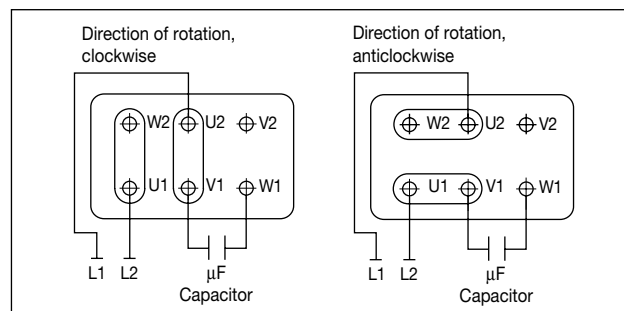 Direction of rotation,
clockwise
W2 U2 V2
U1 V1 W1
L1 L2 µF
Capacitor
Direction of rotation,
anticlockwise
W2 U2 V2
U1 V1 W1
L1 L2 µF
Capacitor